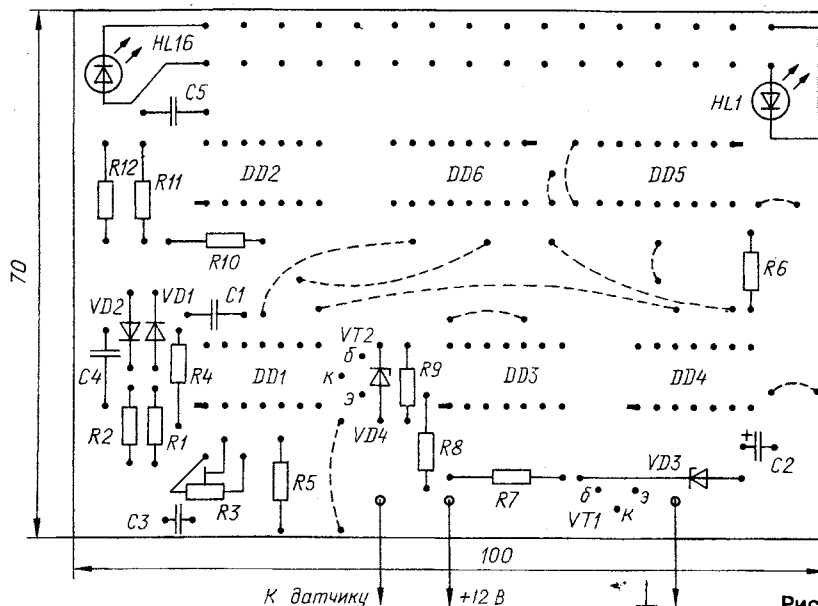 HL16
C5
HL1
R12
R11
DD2
DD6
DD5
R10
R6
70
VD2
VD1
C1
VT2
б
к
э
C4
R4
DD1
VD4
R9
DD3
DD4
R2
R1
R8
C2
+
R3
R5
R7
VD3
б
э
к
VT1
C3
100
К датчику
+12 В
Рис